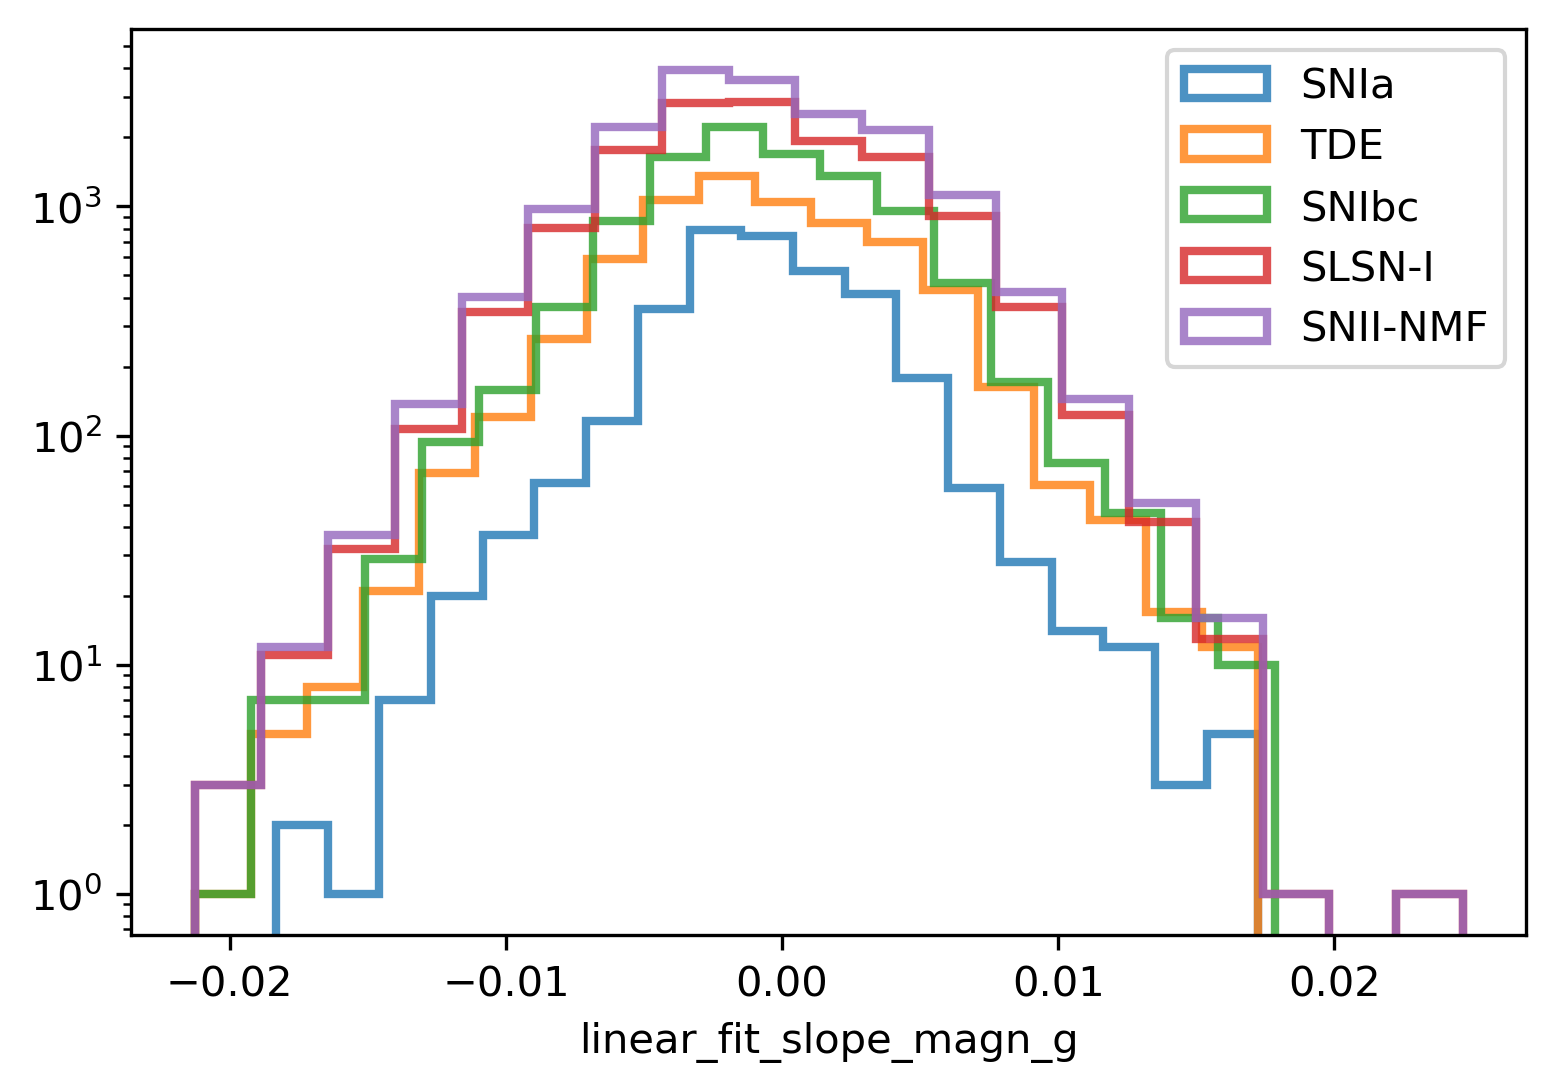 SNIa
TDE
SNIbc
SLSN-I
SNII-NMF
10³
10²
10¹
10⁰
−0.02 −0.01 0.00 0.01 0.02
linear_fit_slope_magn_g